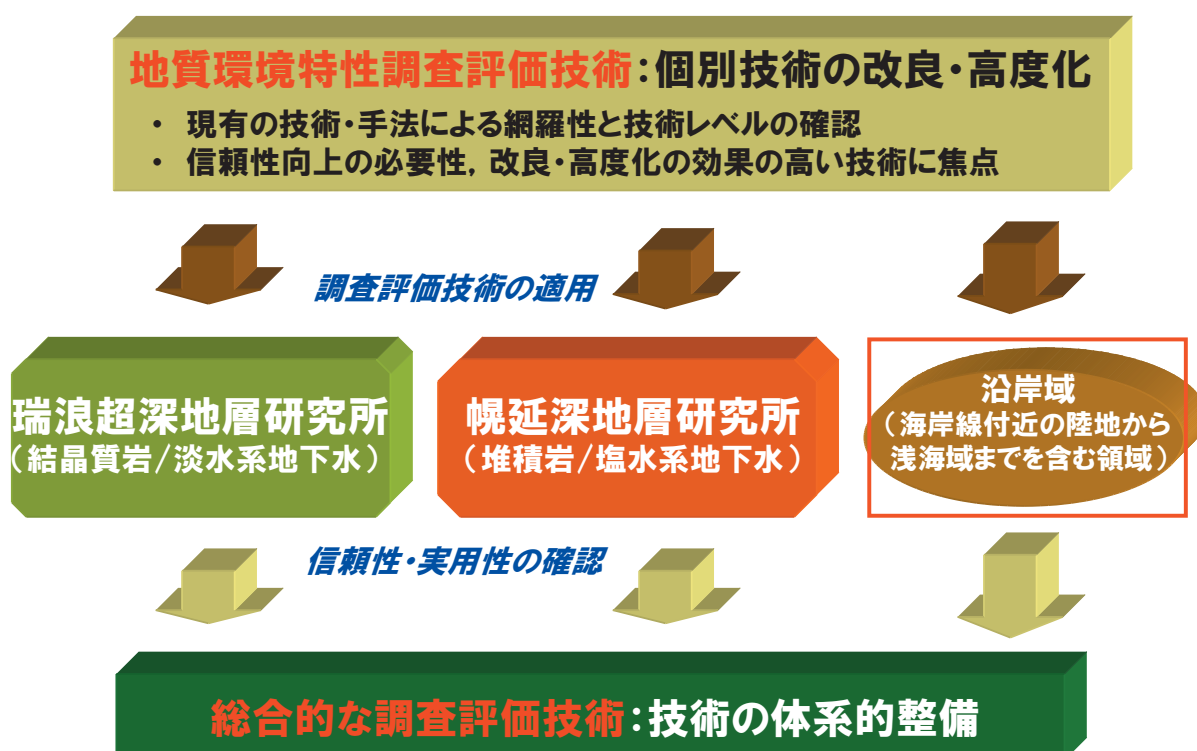 地質環境特性調査評価技術：個別技術の改良・高度化
・ 現有の技術・手法による網羅性と技術レベルの確認
・ 信頼性向上の必要性，改良・高度化の効果の高い技術に焦点
調査評価技術の適用
瑞浪超深地層研究所
（結晶質岩/淡水系地下水）
幌延深地層研究所
（堆積岩/塩水系地下水）
沿岸域
（海岸線付近の陸地から
浅海域までを含む領域）
信頼性・実用性の確認
総合的な調査評価技術：技術の体系的整備